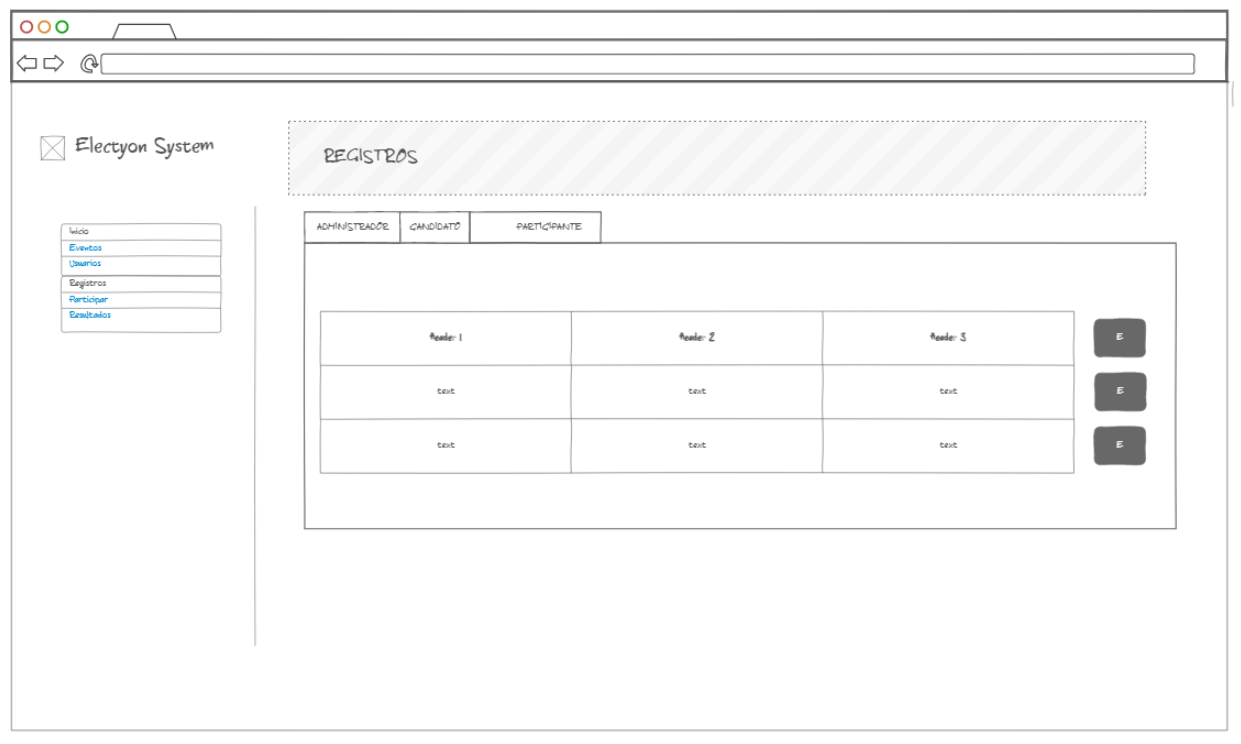 Electyon System
REGISTROS
Inicio
Eventos
Usuarios
Registros
Participar
Resultados
ADMINISTRADOR CANDIDATO PARTICIPANTE
Header 1 Header 2 Header 3 E
text text text E
text text text E